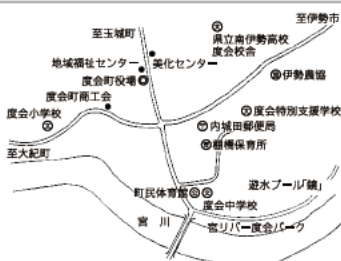 至伊勢市
至玉城町
県立南伊勢高校
度会校舎
地域福祉センター
美化センター
度会町役場
伊勢農協
度会町商工会
度会特別支援学校
度会小学校
内城田郵便局
棚橋保育所
至大紀町
遊水プール「鏡」
町民体育館
度会中学校
宮川
宮リバー度会パーク